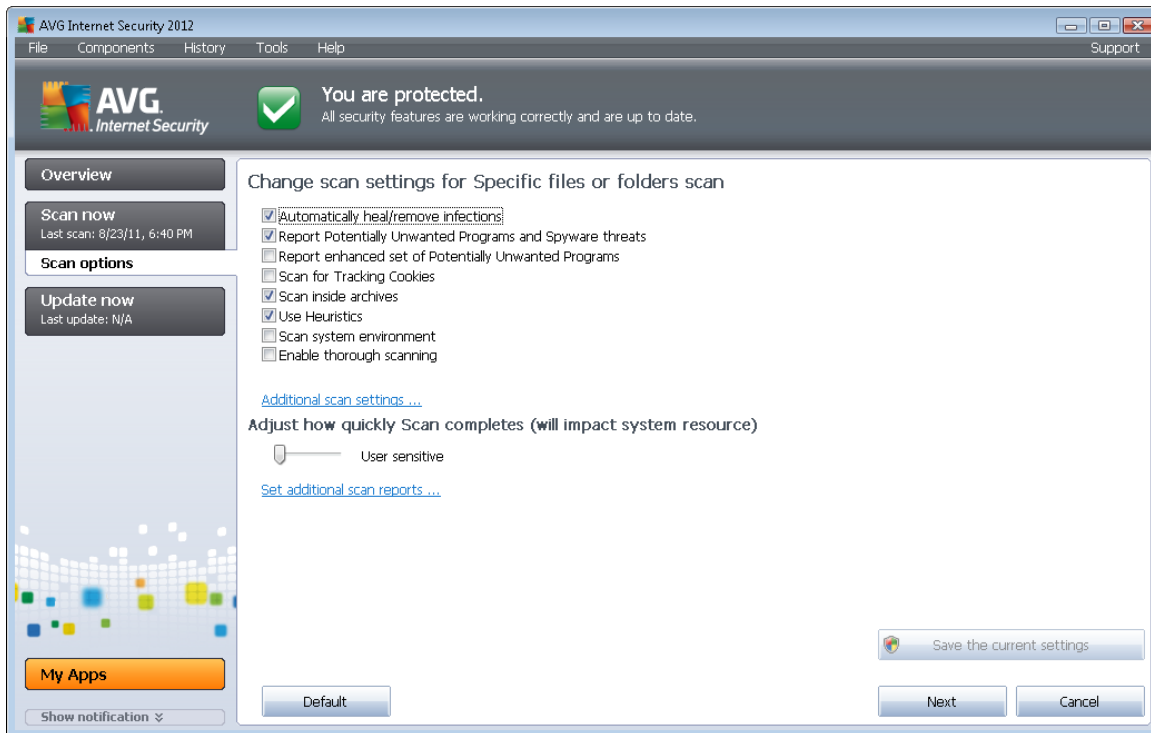 AVG Internet Security 2012
File Components History Tools Help Support
AVG.
Internet Security
You are protected.
All security features are working correctly and are up to date.
Overview
Scan now
Last scan: 8/23/11, 6:40 PM
Scan options
Update now
Last update: N/A
My Apps
Show notification
Change scan settings for Specific files or folders scan
Automatically heal/remove infections
Report Potentially Unwanted Programs and Spyware threats
Report enhanced set of Potentially Unwanted Programs
Scan for Tracking Cookies
Scan inside archives
Use Heuristics
Scan system environment
Enable thorough scanning
Additional scan settings ...
Adjust how quickly Scan completes (will impact system resource)
User sensitive
Set additional scan reports ...
Save the current settings
Default
Next
Cancel